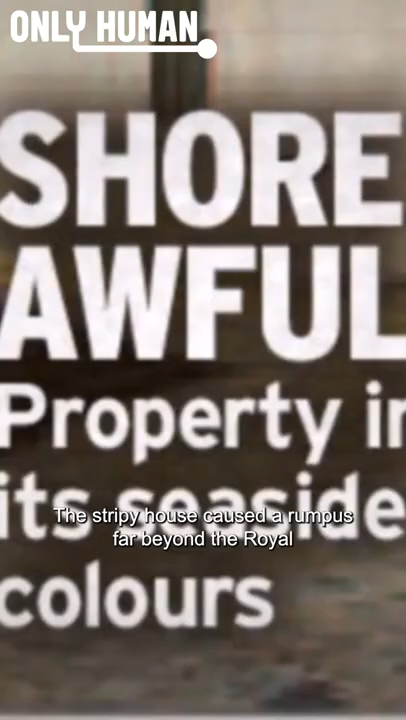 ONLY HUMAN
SHORE
AWFUL
Property in
its seaside
The stripy house caused a rumpus
far beyond the Royal
colours